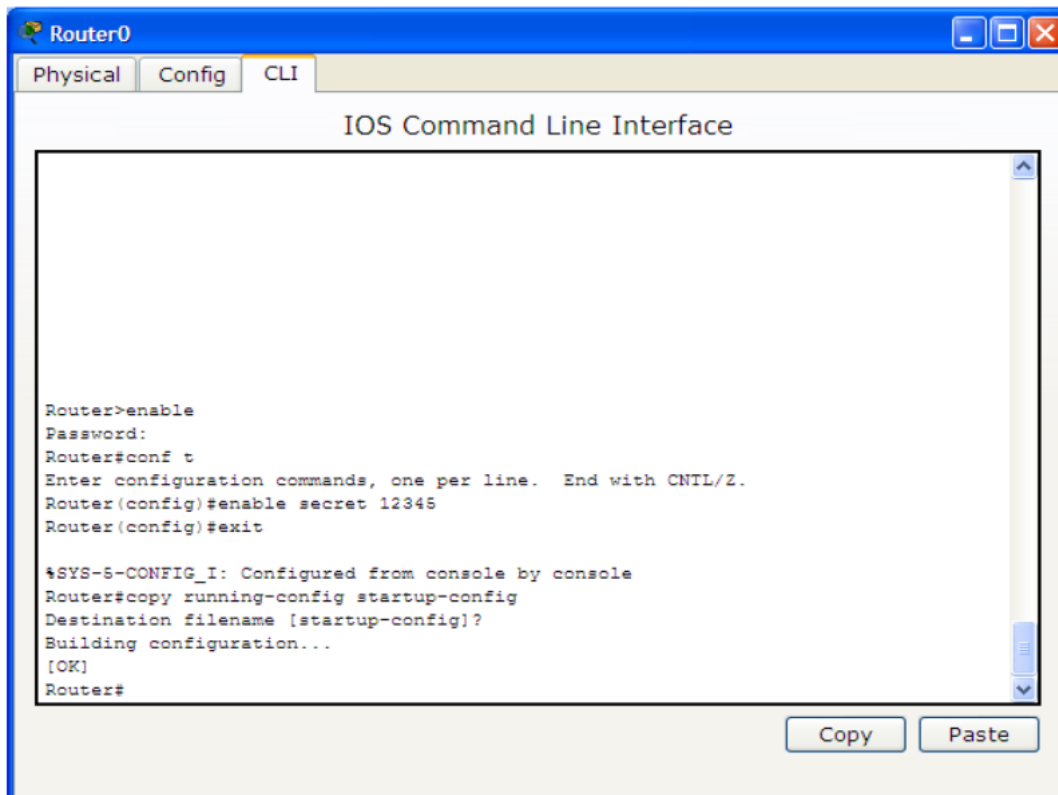 Router0
Physical Config CLI
IOS Command Line Interface
Router>enable
Password:
Router#conf t
Enter configuration commands, one per line.  End with CNTL/Z.
Router(config)#enable secret 12345
Router(config)#exit
%SYS-5-CONFIG_I: Configured from console by console
Router#copy running-config startup-config
Destination filename [startup-config]?
Building configuration...
[OK]
Router#
Copy Paste